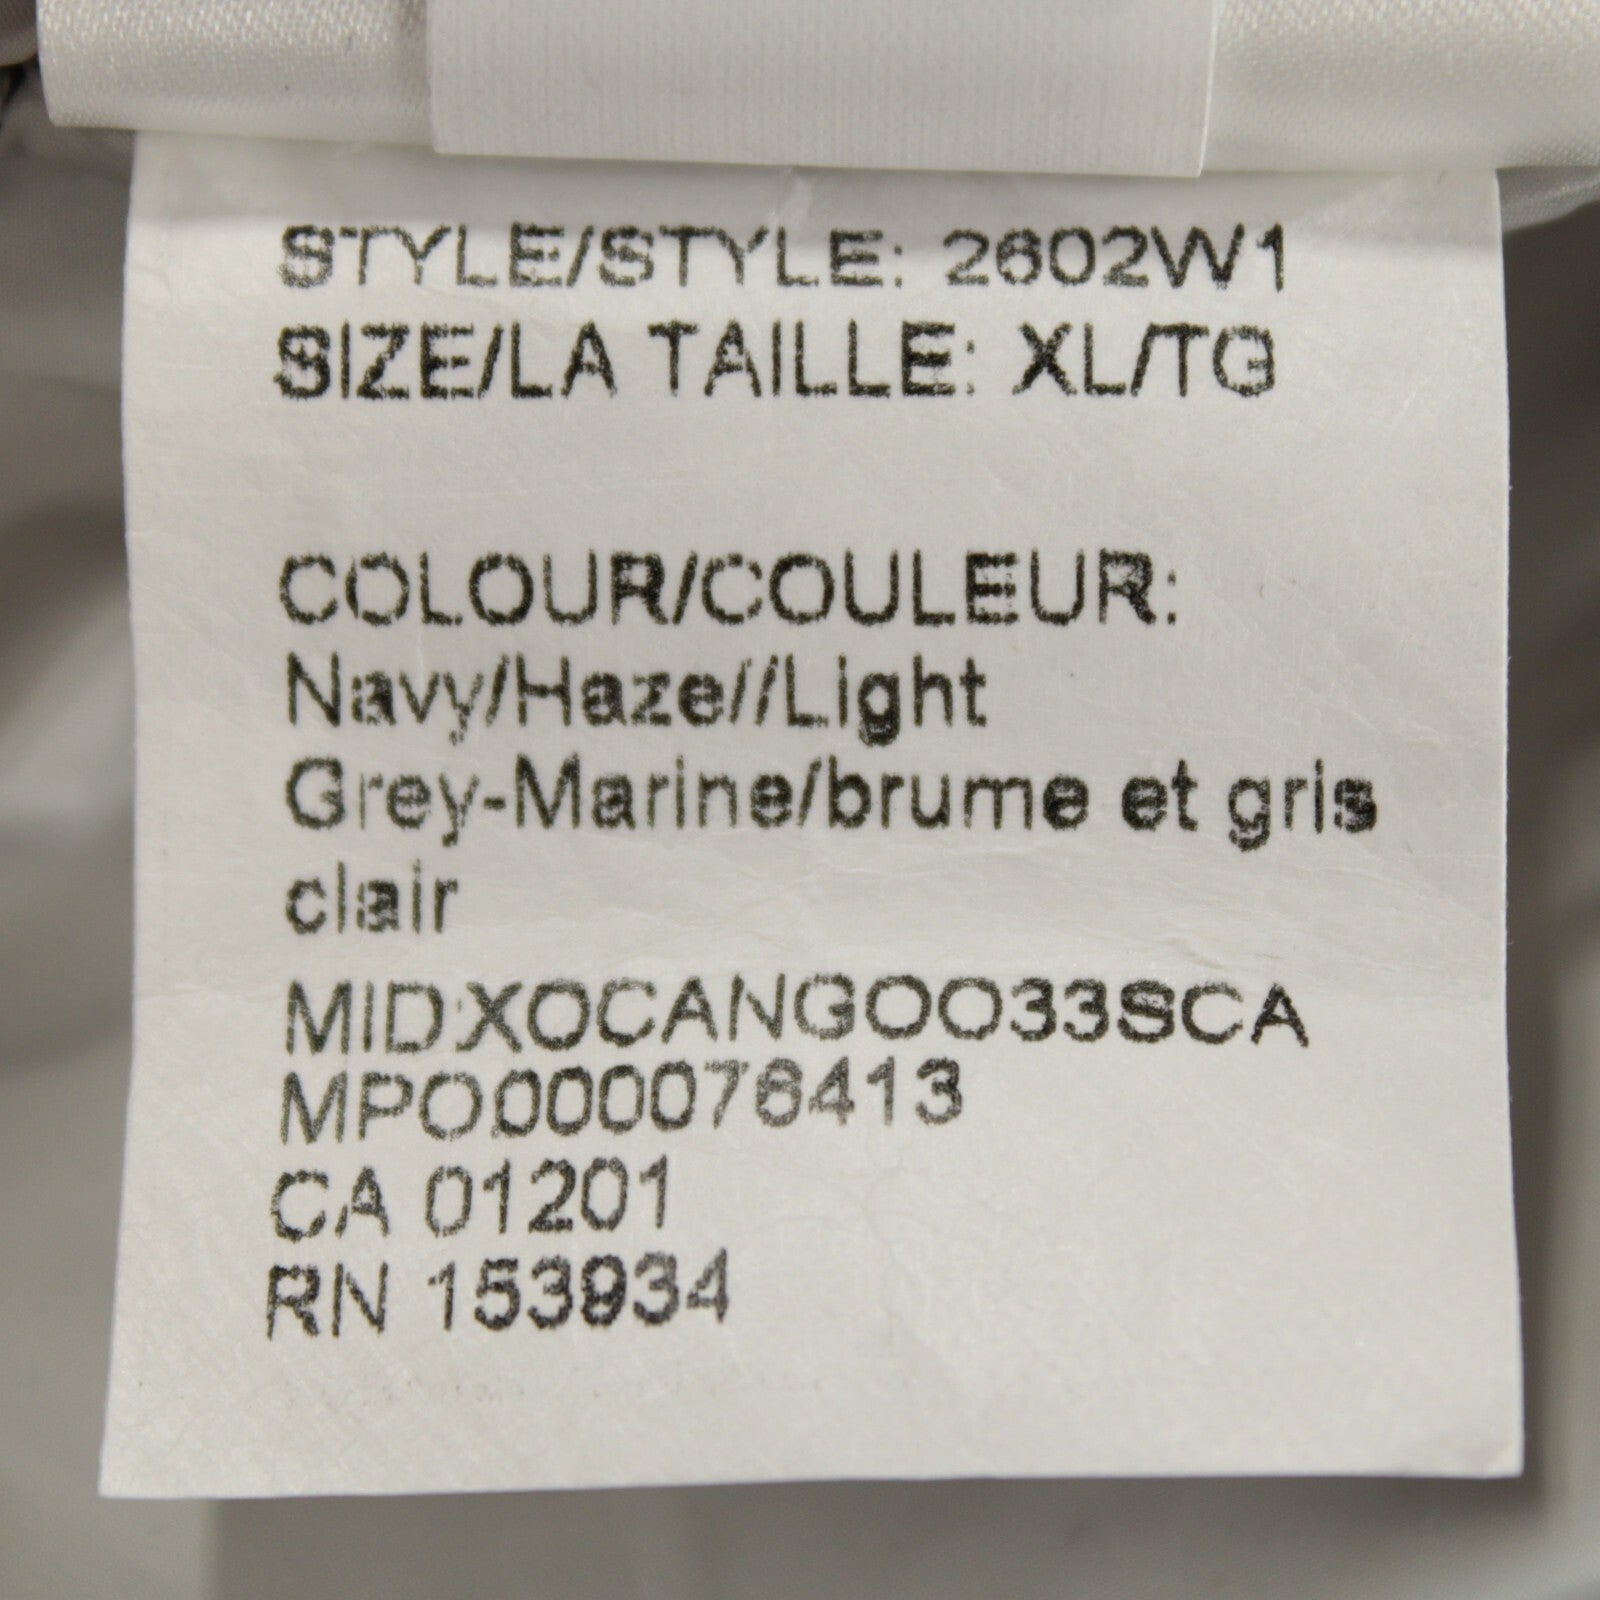 STYLE/STYLE: 2602W1
SIZE/LA TAILLE: XL/TG
COLOUR/COULEUR:
Navy/Haze//Light
Grey-Marine/brume et gris
clair
MID:XOCANGOO33SCA
MPO000076413
CA 01201
RN 153934